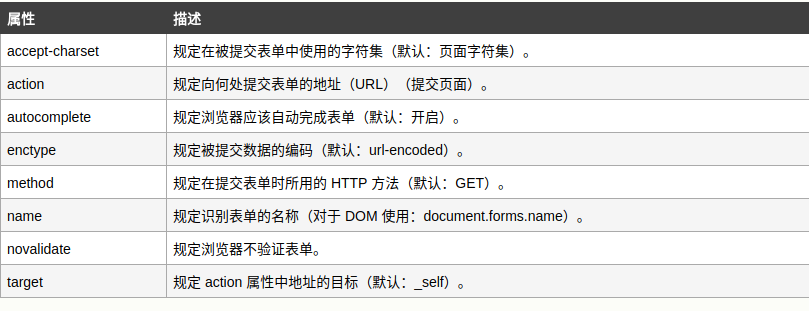 属性 描述
accept-charset 规定在被提交表单中使用的字符集（默认：页面字符集）。
action 规定向何处提交表单的地址（URL）（提交页面）。
autocomplete 规定浏览器应该自动完成表单（默认：开启）。
enctype 规定被提交数据的编码（默认：url-encoded）。
method 规定在提交表单时所用的 HTTP 方法（默认：GET）。
name 规定识别表单的名称（对于 DOM 使用：document.forms.name）。
novalidate 规定浏览器不验证表单。
target 规定 action 属性中地址的目标（默认：_self）。